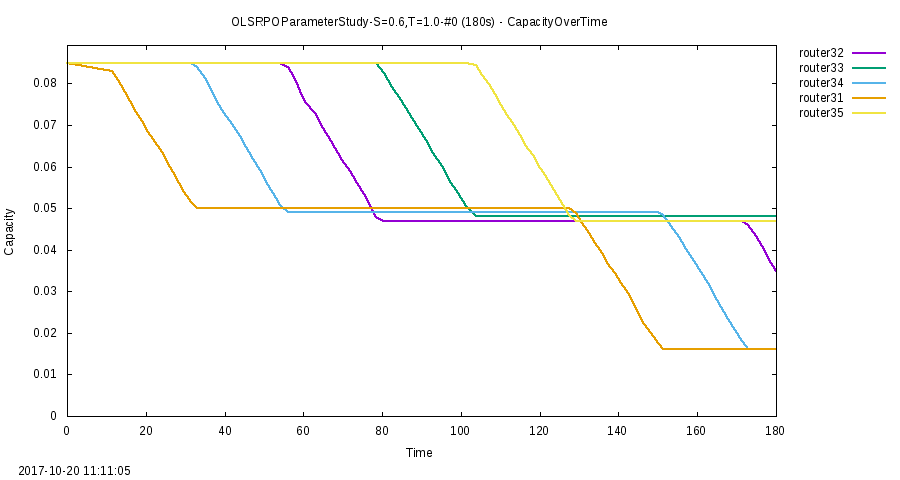 OLSRPOParameterStudy-S=0.6,T=1.0-#0 (180s) - CapacityOverTime
router32
router33
router34
router31
router35
0.08
0.07
0.06
0.05
0.04
0.03
0.02
0.01
0
Capacity
0 20 40 60 80 100 120 140 160 180
Time
2017-10-20 11:11:05